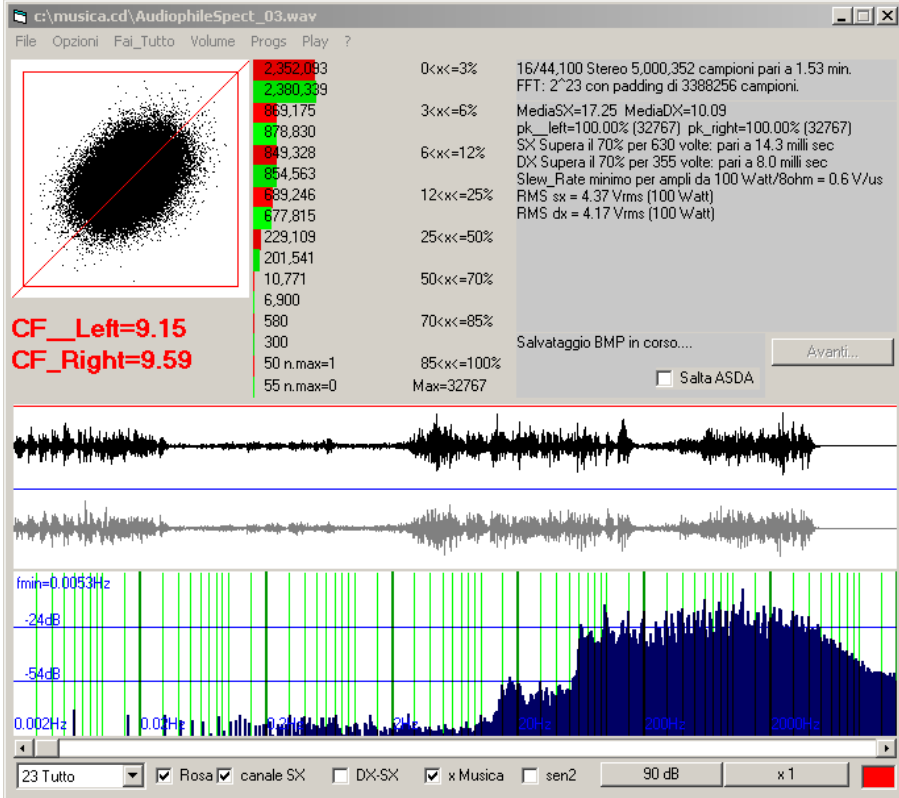 c:\musica.cd\AudiophileSpect_03.wav
File Opzioni Fai_Tutto Volume Progs Play ?
2,352,093 0<x<=3%
2,380,339
869,175 3<x<=6%
878,830
849,328 6<x<=12%
854,563
689,246 12<x<=25%
677,815
229,109 25<x<=50%
201,541
10,771 50<x<=70%
6,900
580 70<x<=85%
300
50 n.max=1 85<x<=100%
55 n.max=0 Max=32767
16/44,100 Stereo 5,000,352 campioni pari a 1.53 min.
FFT: 2^23 con padding di 3388256 campioni.
MediaSX=17.25 MediaDX=10.09
pk__left=100.00% (32767) pk_right=100.00% (32767)
SX Supera il 70% per 630 volte: pari a 14.3 milli sec
DX Supera il 70% per 355 volte: pari a 8.0 milli sec
Slew_Rate minimo per ampli da 100 Watt/8ohm = 0.6 V/us
RMS sx = 4.37 Vrms (100 Watt)
RMS dx = 4.17 Vrms (100 Watt)
CF__Left=9.15
CF_Right=9.59
Salvataggio BMP in corso....
Avanti...
Salta ASDA
fmin=0.0053Hz
-24dB
-54dB
0.002Hz 0.02Hz 0.2Hz 2Hz 20Hz 200Hz 2000Hz
23 Tutto Rosa canale SX DX-SX x Musica sen2 90 dB x 1